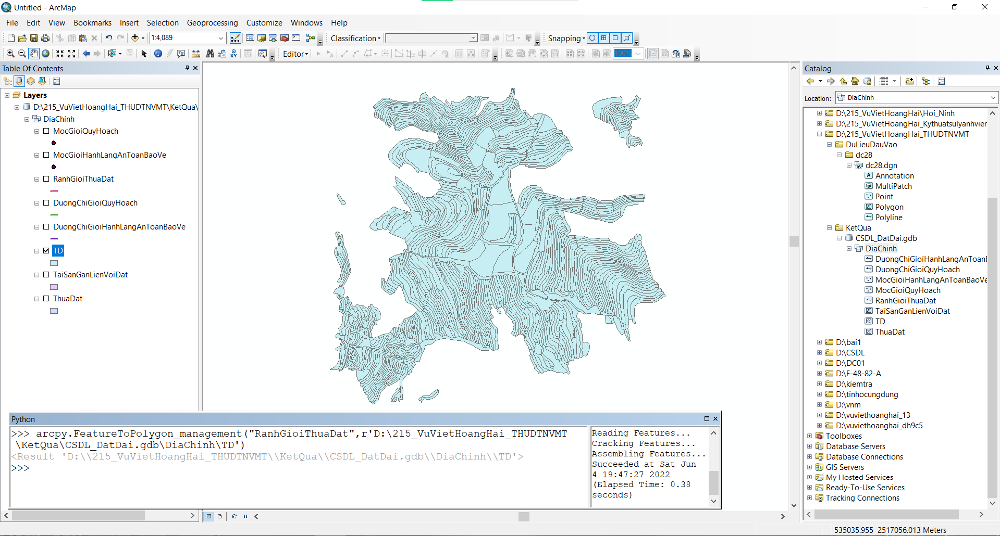 Untitled - ArcMap
File Edit View Bookmarks Insert Selection Geoprocessing Customize Windows Help
1:4,089
Classification
Snapping
Editor
100%
Table Of Contents
Layers
D:\215_VuVietHoangHai_THUDTNVMT\KetQua\
DiaChinh
MocGioiQuyHoach
MocGioiHanhLangAnToanBaoVe
RanhGioiThuaDat
DuongChiGioiQuyHoach
DuongChiGioiHanhLangAnToanBaoVe
TD
TaiSanGanLienVoiDat
ThuaDat
Python
>>> arcpy.FeatureToPolygon_management("RanhGioiThuaDat",r'D:\215_VuVietHoangHai_THUDTNVMT
\KetQua\CSDL_DatDai.gdb\DiaChinh\TD')
<Result 'D:\\215_VuVietHoangHai_THUDTNVMT\\KetQua\\CSDL_DatDai.gdb\\DiaChinh\\TD'>
>>>
Reading Features...
Cracking Features...
Assembling Features...
Succeeded at Sat Jun
4 19:47:27 2022
(Elapsed Time: 0.38
seconds)
Catalog
Location: DiaChinh
D:\215_VuVietHoangHai\Hoi_Ninh
D:\215_VuVietHoangHai_Kythuatsulyanhvier
D:\215_VuVietHoangHai_THUDTNVMT
DuLieuDauVao
dc28
dc28.dgn
Annotation
MultiPatch
Point
Polygon
Polyline
KetQua
CSDL_DatDai.gdb
DiaChinh
DuongChiGioiHanhLangAnToanl
DuongChiGioiQuyHoach
MocGioiHanhLangAnToanBaoVe
MocGioiQuyHoach
RanhGioiThuaDat
TaiSanGanLienVoiDat
TD
ThuaDat
D:\bai1
D:\CSDL
D:\DC01
D:\F-48-82-A
D:\kiemtra
D:\tinhocungdung
D:\vnm
D:\vuviethoanghai_13
D:\vuviethoanghai_dh9c5
Toolboxes
Database Servers
Database Connections
GIS Servers
My Hosted Services
Ready-To-Use Services
Tracking Connections
535035.955 2517056.013 Meters